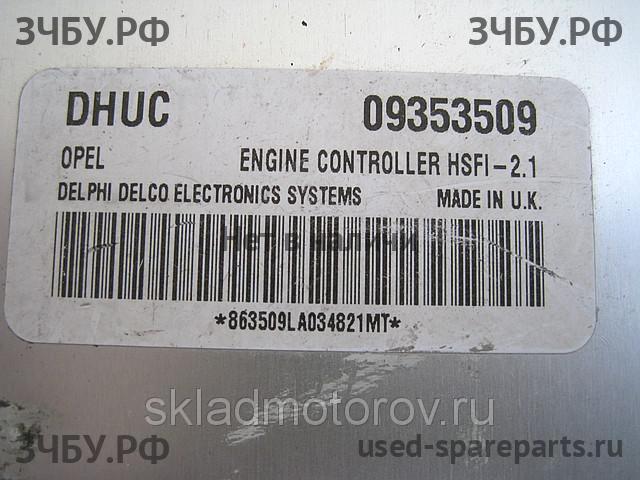 ЗЧБУ.РФ ЗЧБУ.РФ
DHUC 09353509
OPEL ENGINE CONTROLLER HSFI-2.1
DELPHI DELCO ELECTRONICS SYSTEMS MADE IN U.K.
Нет в наличи
*863509LA034821MT*
skladmotorov.ru
ЗЧБУ.РФ used-spareparts.ru